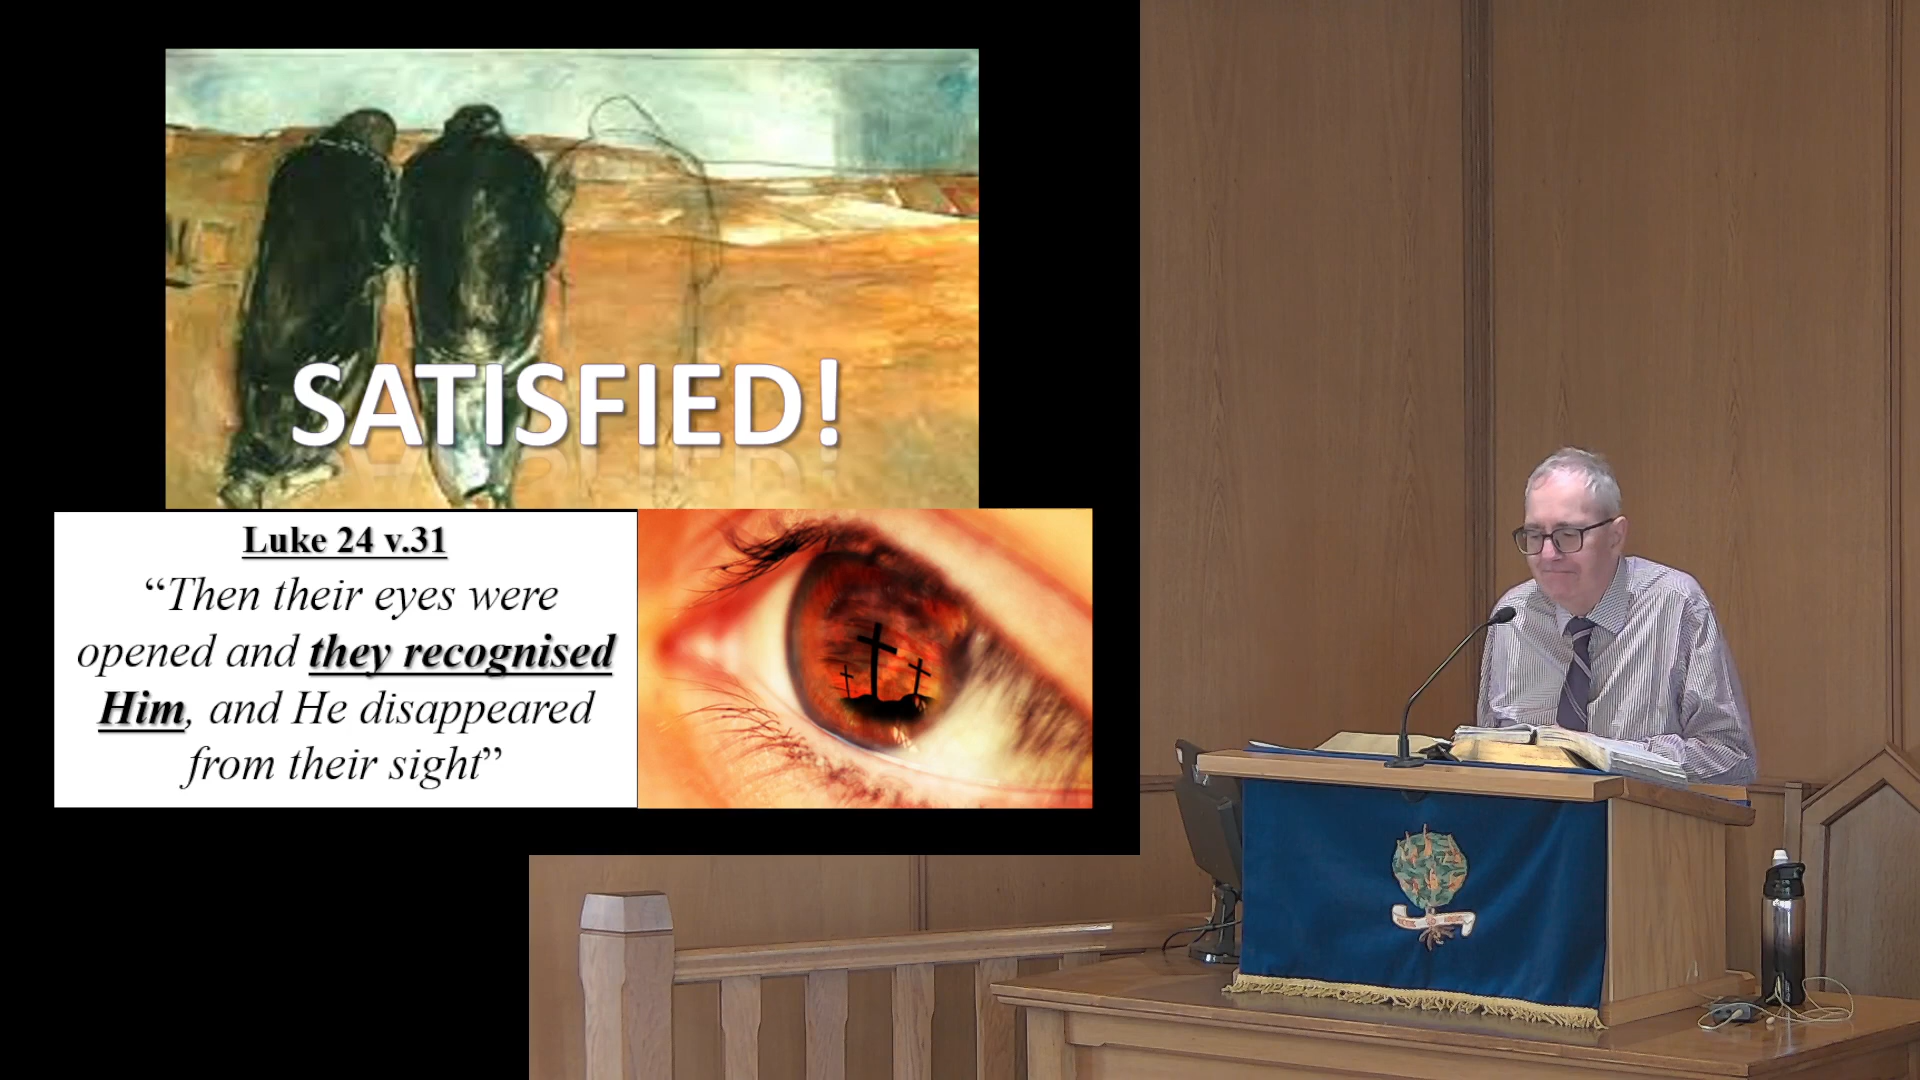 SATISFIED!
Luke 24 v.31
“Then their eyes were
opened and they recognised
Him, and He disappeared
from their sight”